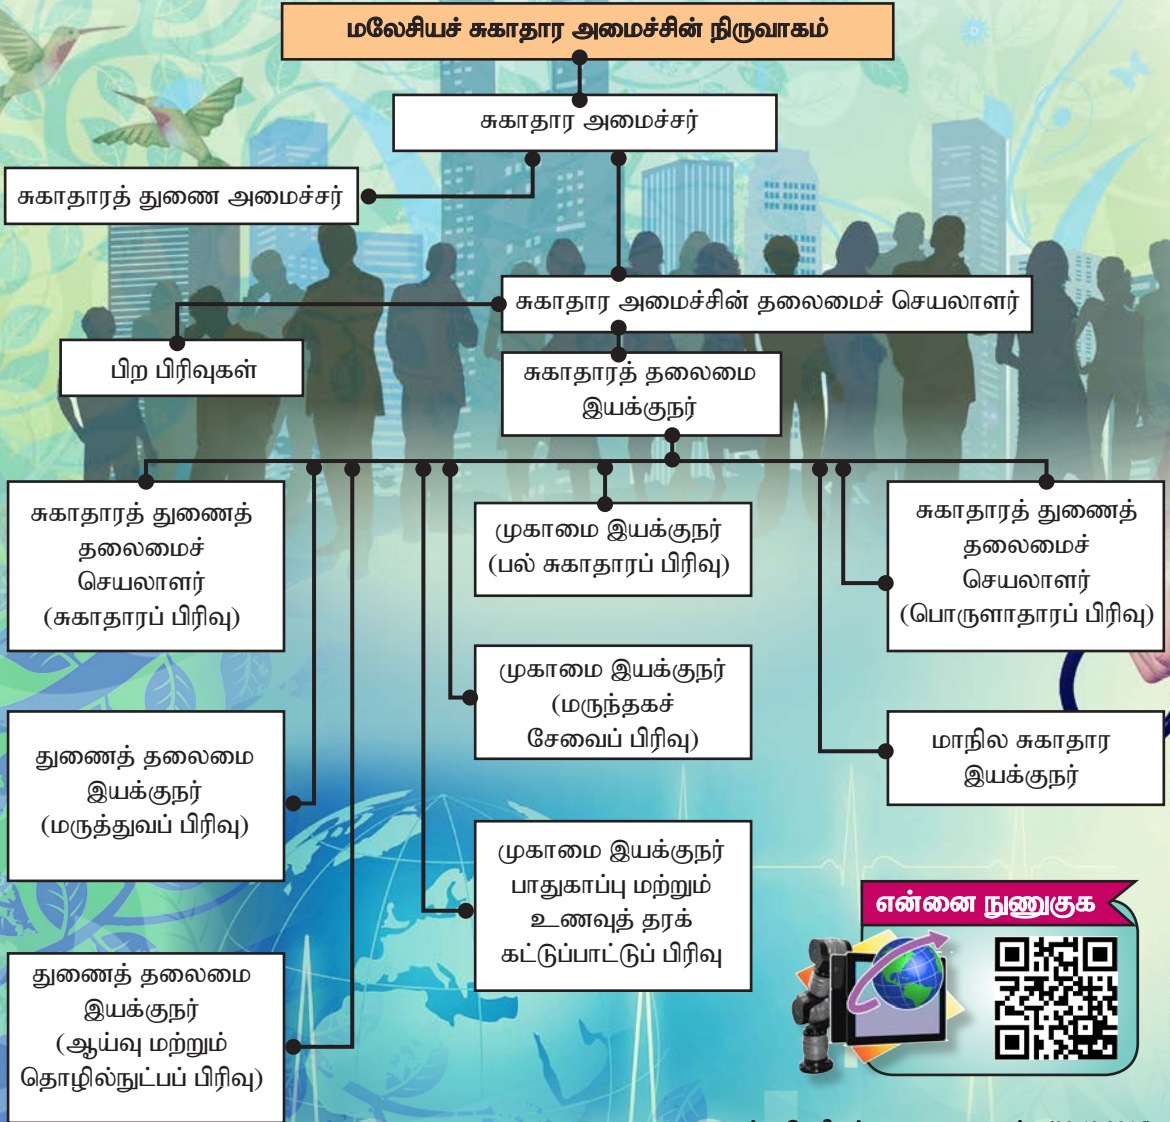 மலேசியச் சுகாதார அமைச்சின் நிருவாகம்
சுகாதார அமைச்சர்
சுகாதாரத் துணை அமைச்சர்
சுகாதார அமைச்சின் தலைமைச் செயலாளர்
பிற பிரிவுகள்
சுகாதாரத் தலைமை
இயக்குநர்
சுகாதாரத் துணைத்
தலைமைச்
செயலாளர்
(சுகாதாரப் பிரிவு)
முகாமை இயக்குநர்
(பல் சுகாதாரப் பிரிவு)
சுகாதாரத் துணைத்
தலைமைச்
செயலாளர்
(பொருளாதாரப் பிரிவு)
துணைத் தலைமை
இயக்குநர்
(மருத்துவப் பிரிவு)
முகாமை இயக்குநர்
(மருந்தகச்
சேவைப் பிரிவு)
மாநில சுகாதார
இயக்குநர்
துணைத் தலைமை
இயக்குநர்
(ஆய்வு மற்றும்
தொழில்நுட்பப் பிரிவு)
முகாமை இயக்குநர்
பாதுகாப்பு மற்றும்
உணவுத் தரக்
கட்டுப்பாட்டுப் பிரிவு
என்னை நுணுகுக